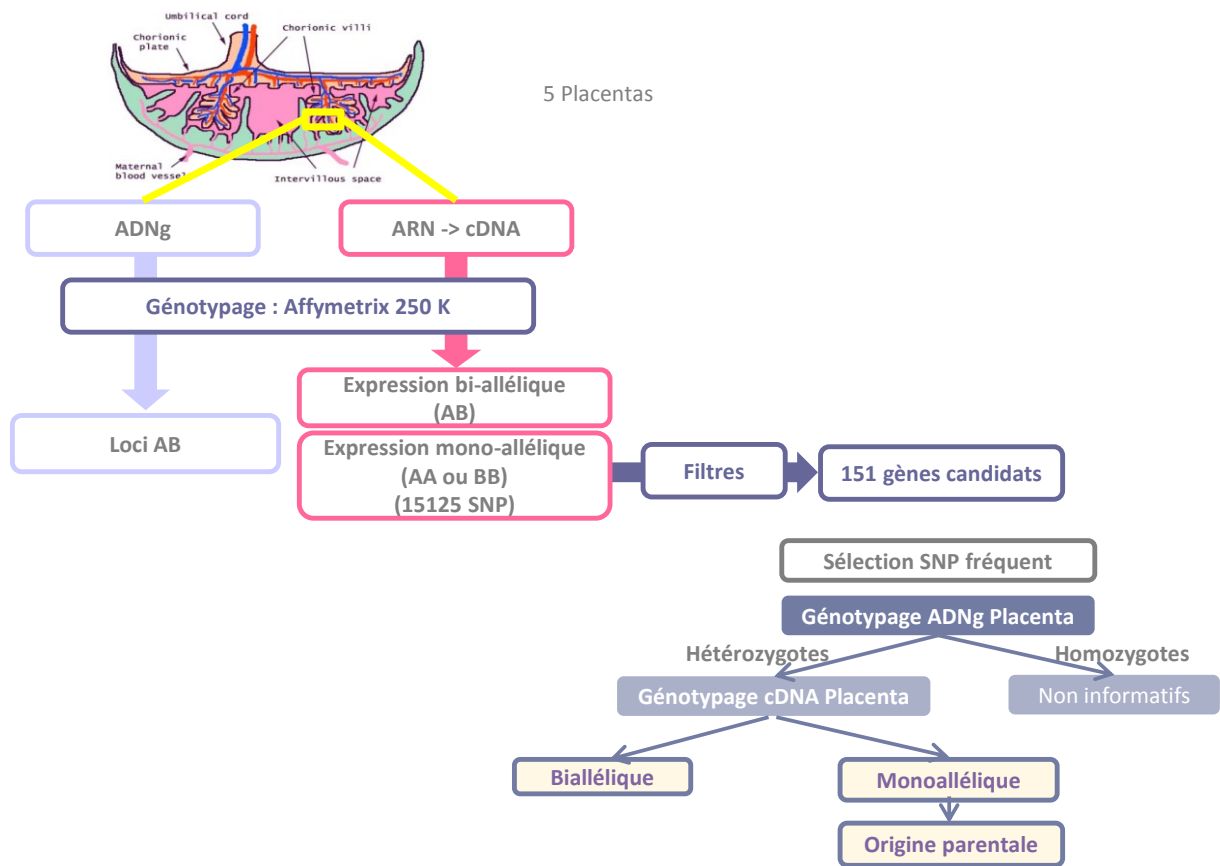 Umbilical cord
Chorionic villi
Chorionic
plate
5 Placentas
Maternal
blood vessel
Intervillous space
ADNg
ARN -> cDNA
Génotypage : Affymetrix 250 K
Expression bi-allélique
(AB)
Loci AB
Expression mono-allélique
(AA ou BB)
(15125 SNP)
Filtres
151 gènes candidats
Sélection SNP fréquent
Génotypage ADNg Placenta
Hétérozygotes
Homozygotes
Génotypage cDNA Placenta
Non informatifs
Biallélique
Monoallélique
Origine parentale